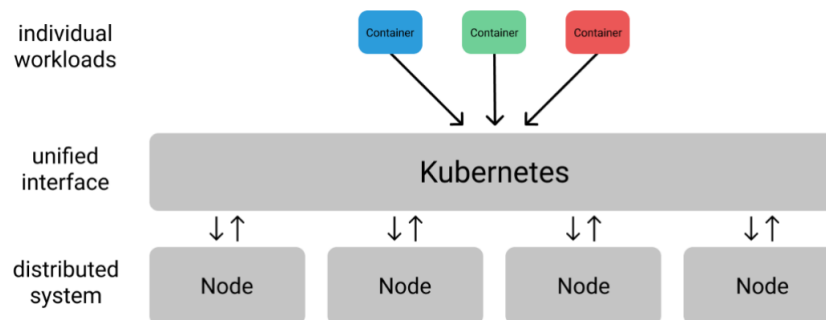 individual
workloads
Container
Container
Container
unified
interface
Kubernetes
distributed
system
Node
Node
Node
Node